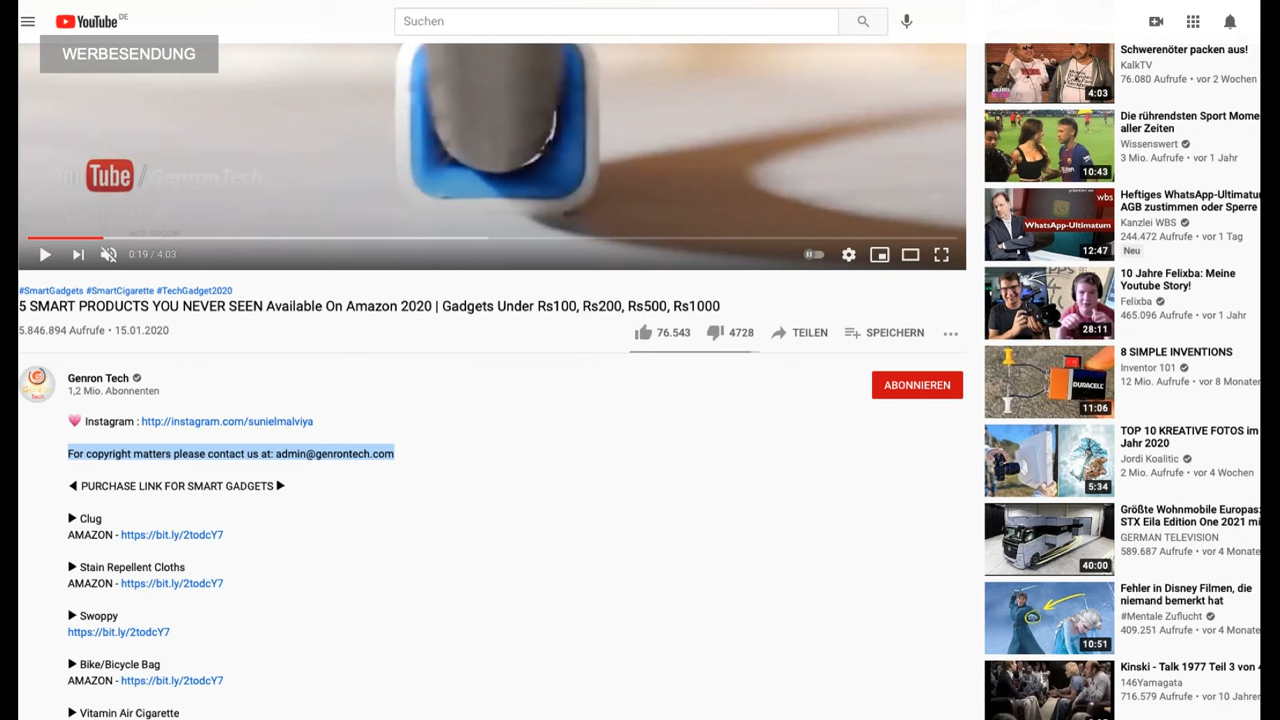 YouTube DE
Suchen
WERBESENDUNG
YouTube // GenronTech
0:19 / 4:03
#SmartGadgets #SmartCigarette #TechGadget2020
5 SMART PRODUCTS YOU NEVER SEEN Available On Amazon 2020 | Gadgets Under Rs100, Rs200, Rs500, Rs1000
5.846.894 Aufrufe • 15.01.2020
76.543
4728
TEILEN
SPEICHERN
Genron Tech
1,2 Mio. Abonnenten
ABONNIEREN
Instagram : http://instagram.com/sunielmalviya
For copyright matters please contact us at: admin@genrontech.com
◀ PURCHASE LINK FOR SMART GADGETS ▶
▶ Clug
AMAZON - https://bit.ly/2todcY7
▶ Stain Repellent Cloths
AMAZON - https://bit.ly/2todcY7
▶ Swoppy
https://bit.ly/2todcY7
▶ Bike/Bicycle Bag
AMAZON - https://bit.ly/2todcY7
▶ Vitamin Air Cigarette
Schwerenöter packen aus!
KalkTV
76.080 Aufrufe • vor 2 Wochen
4:03
Die rührendsten Sport Mome
aller Zeiten
Wissenswert
3 Mio. Aufrufe • vor 1 Jahr
10:43
Heftiges WhatsApp-Ultimatu
AGB zustimmen oder Sperre
Kanzlei WBS
244.472 Aufrufe • vor 1 Tag
Neu
wbs
WhatsApp-Ultimatum
12:47
10 Jahre Felixba: Meine
Youtube Story!
Felixba
465.096 Aufrufe • vor 1 Jahr
28:11
8 SIMPLE INVENTIONS
Inventor 101
12 Mio. Aufrufe • vor 8 Monaten
DURACELL
11:06
TOP 10 KREATIVE FOTOS im
Jahr 2020
Jordi Koalitic
2 Mio. Aufrufe • vor 4 Wochen
5:34
Größte Wohnmobile Europas:
STX Eila Edition One 2021 mi
GERMAN TELEVISION
589.687 Aufrufe • vor 4 Monate
40:00
Fehler in Disney Filmen, die
niemand bemerkt hat
#Mentale Zuflucht
409.251 Aufrufe • vor 4 Monate
10:51
Kinski - Talk 1977 Teil 3 von 4
146Yamagata
716.579 Aufrufe • vor 10 Jahren